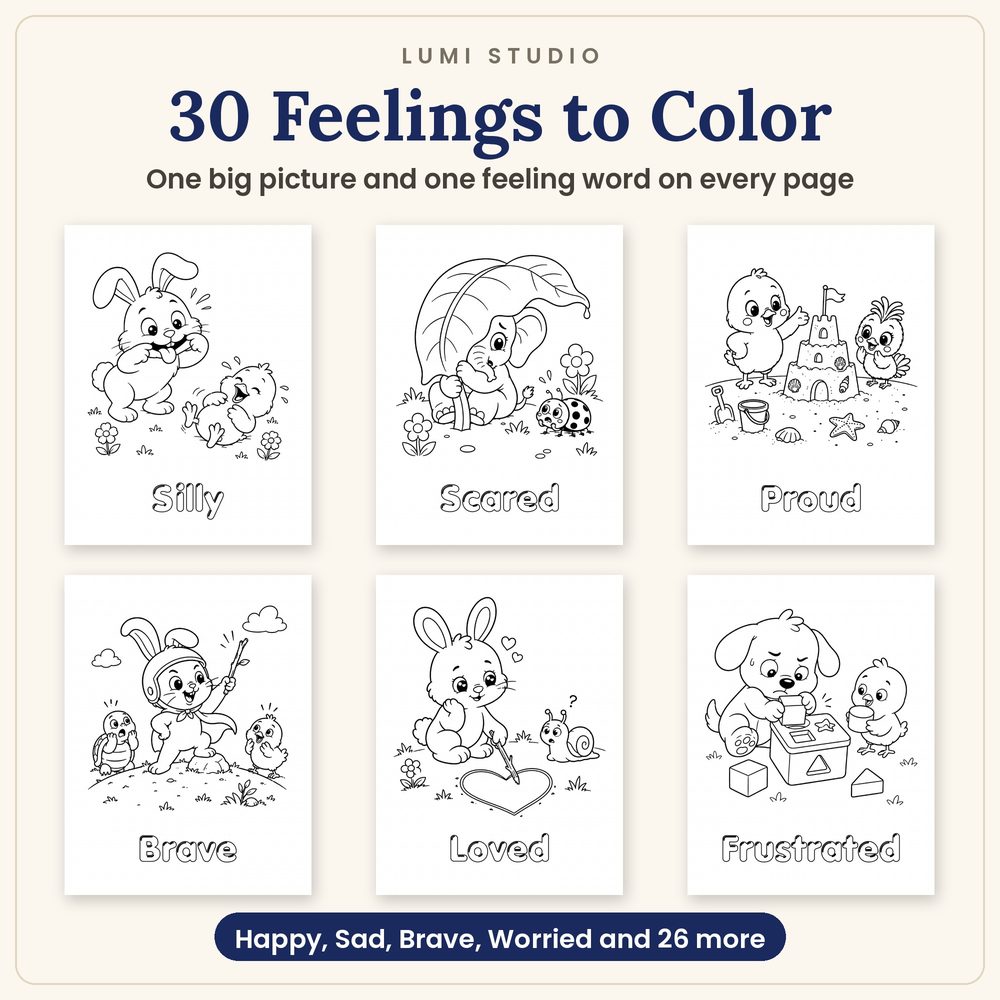 LUMI STUDIO
30 Feelings to Color
One big picture and one feeling word on every page
Silly
Scared
Proud
?
Brave
Loved
Frustrated
Happy, Sad, Brave, Worried and 26 more